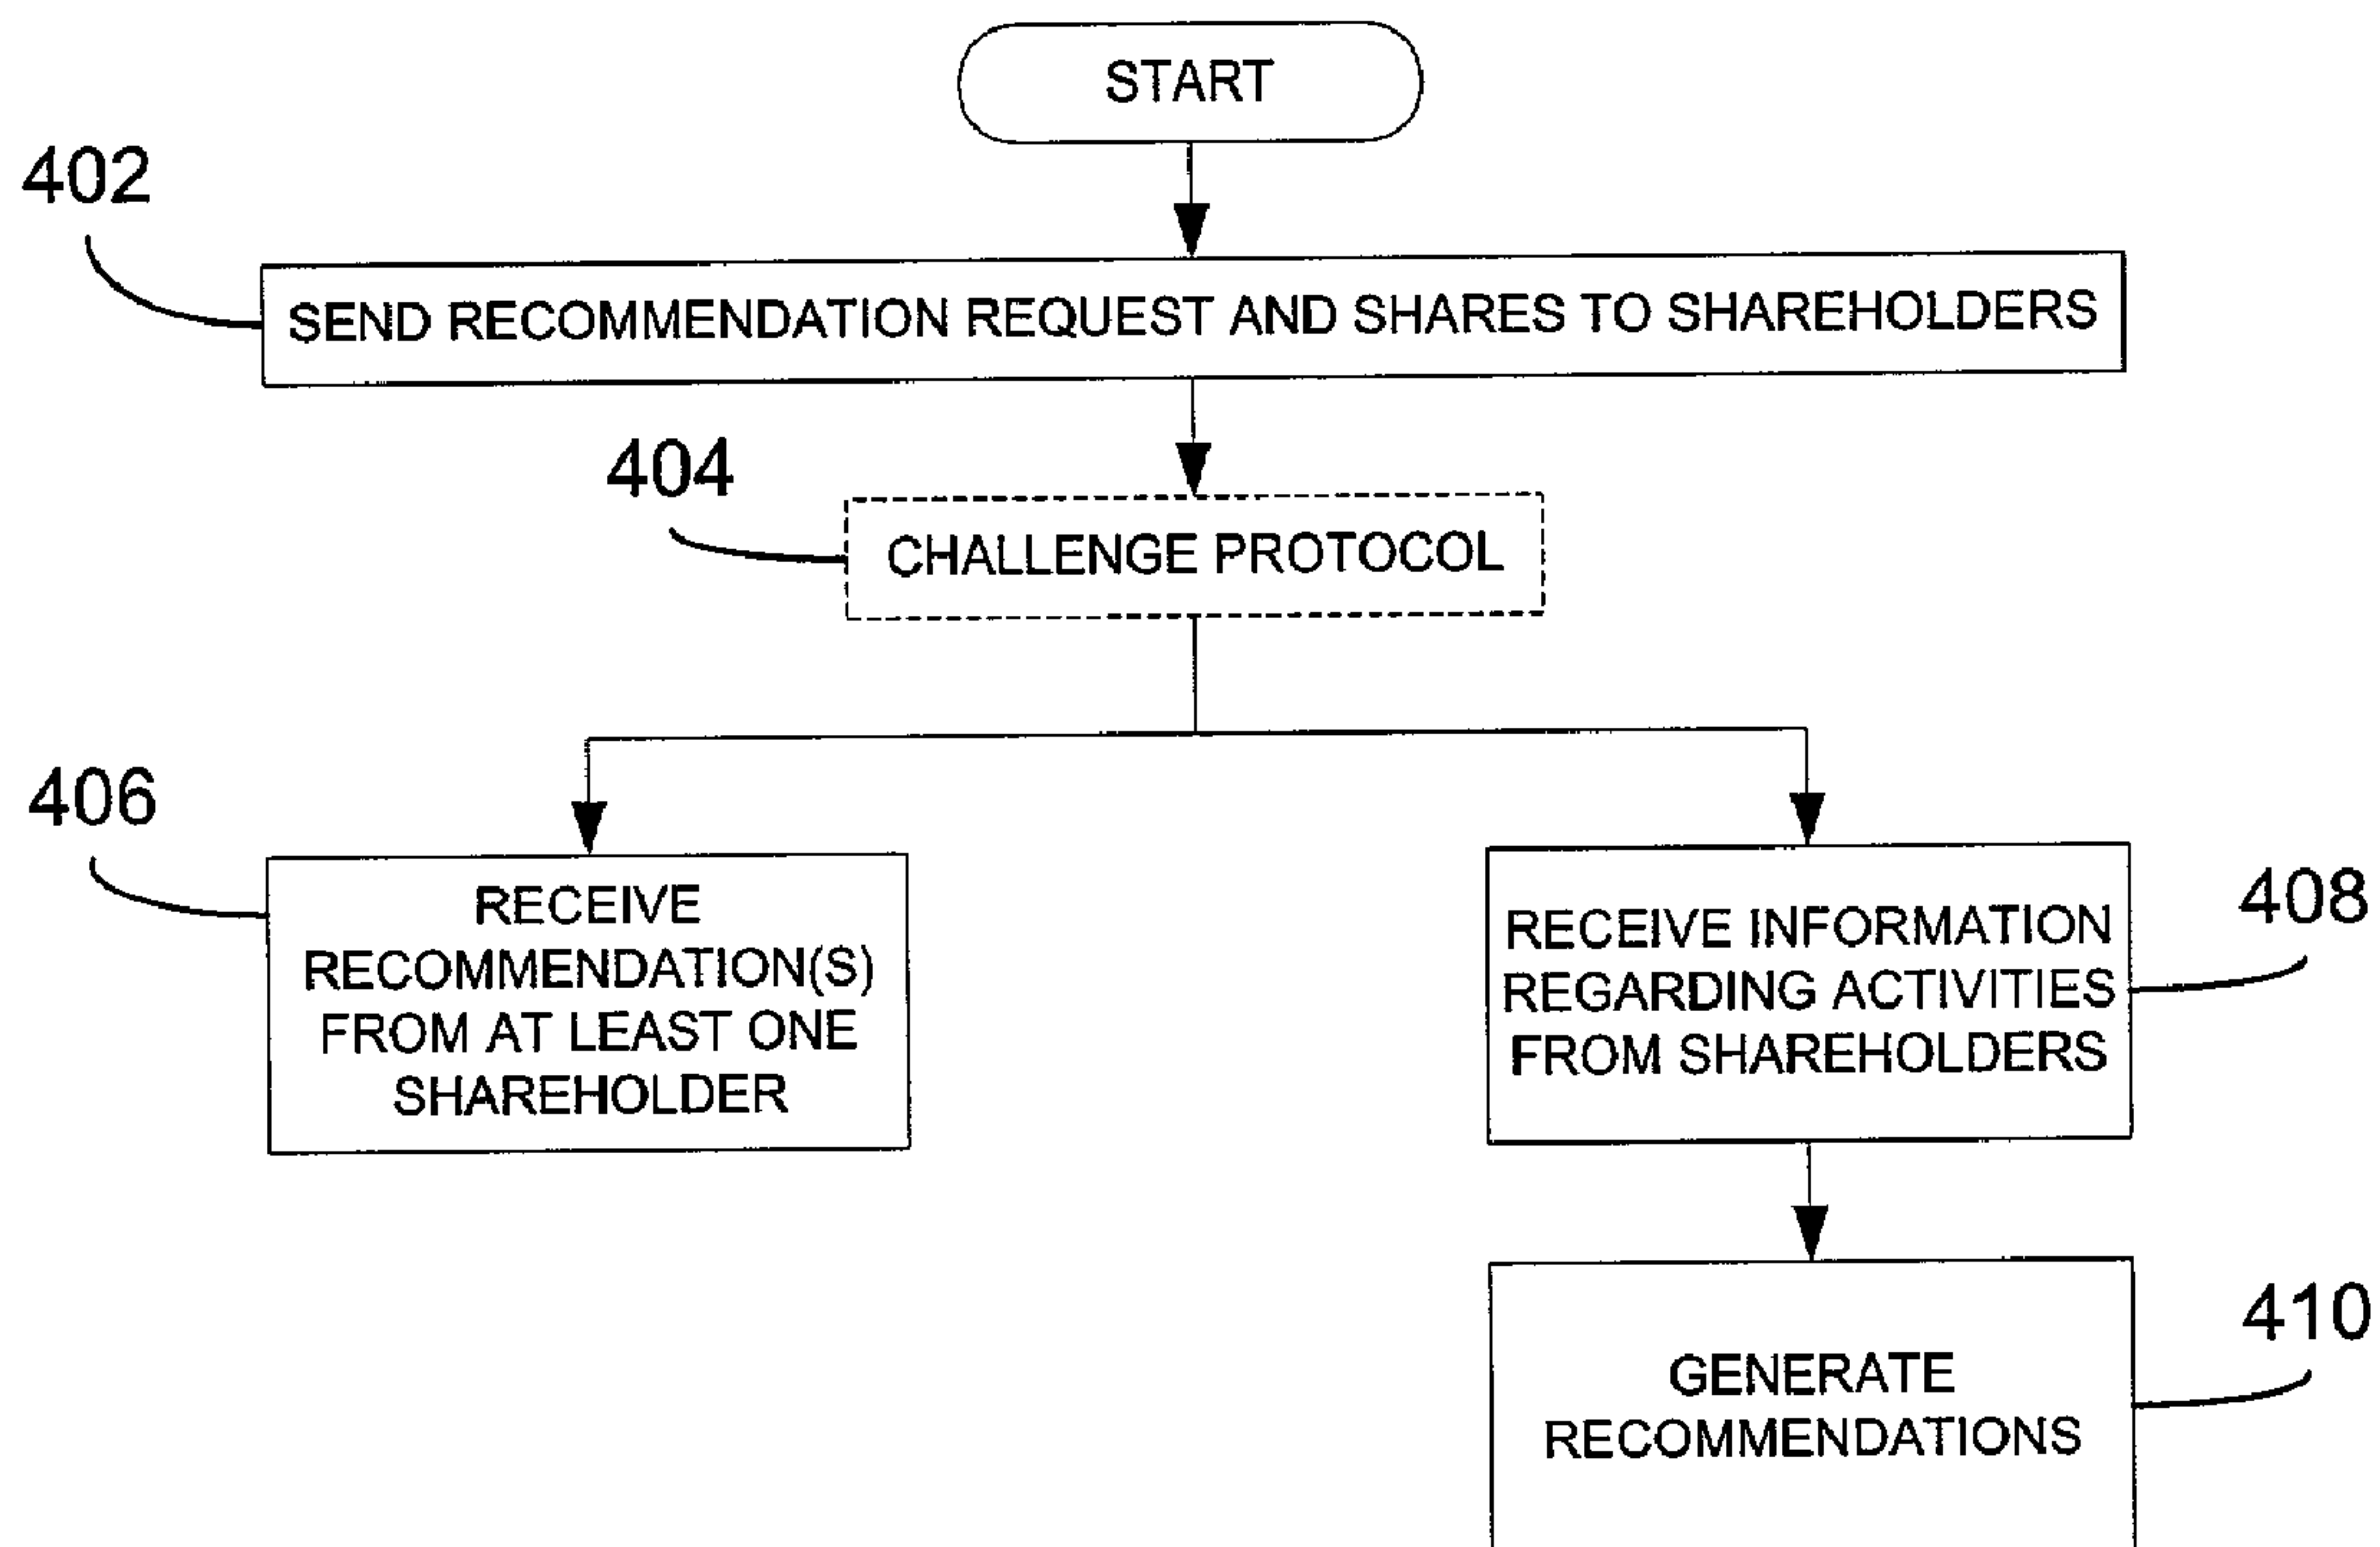 START
402
SEND RECOMMENDATION REQUEST AND SHARES TO SHAREHOLDERS
404
CHALLENGE PROTOCOL
406
RECEIVE
RECOMMENDATION(S)
FROM AT LEAST ONE
SHAREHOLDER
408
RECEIVE INFORMATION
REGARDING ACTIVITIES
FROM SHAREHOLDERS
410
GENERATE
RECOMMENDATIONS